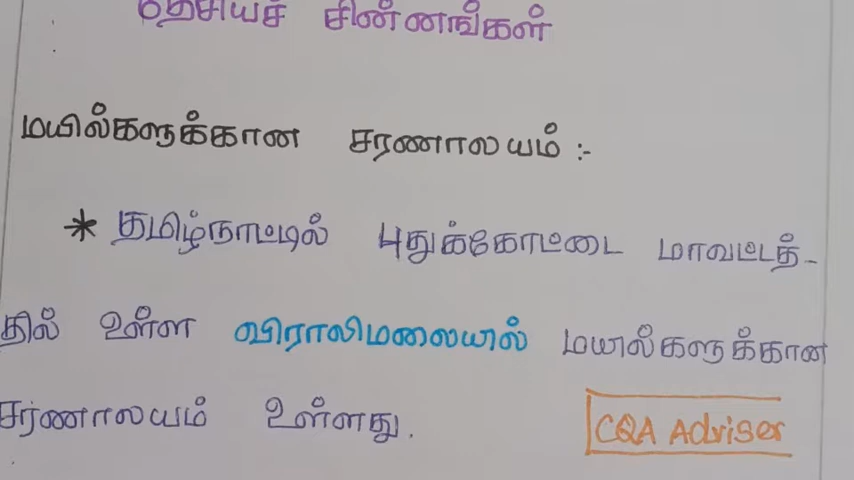 தேசியச் சின்னங்கள்
மயில்களுக்கான சரணாலயம் :-
* தமிழ்நாட்டில் புதுக்கோட்டை மாவட்டத்-
தில் உள்ள விராலிமலையில் மயில்களுக்கான
சரணாலயம் உள்ளது.
CQA Adviser